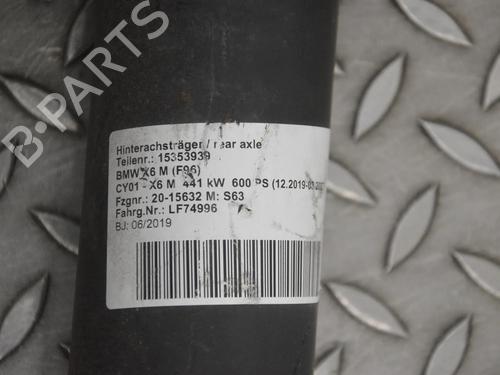 B-PARTS
Hinterachsträger / rear axle
Teilenr.: 15353939
BMW X6 M (F96)
CY01 - X6 M 441 kW 600 PS (12.2019-
Fzgnr.: 20-15632 M: S63
Fahrg.Nr.: LF74996
BJ: 06/2019